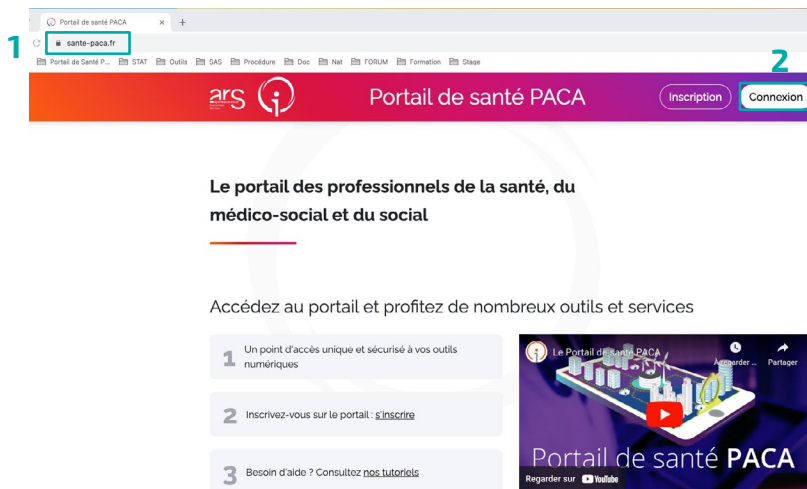 Portail de santé PACA × +
1 sante-paca.fr
Portail de Santé P... STAT Outils SAS Procédure Doc Nat FORUM Formation Stage
2
ars Portail de santé PACA Inscription Connexion
Le portail des professionnels de la santé, du
médico-social et du social
Accédez au portail et profitez de nombreux outils et services
1 Un point d'accès unique et sécurisé à vos outils
numériques
2 Inscrivez-vous sur le portail : s'inscrire
3 Besoin d'aide ? Consultez nos tutoriels
Le Portail de santé PACA
À regarder ... Partager
Portail de santé PACA
Regarder sur YouTube